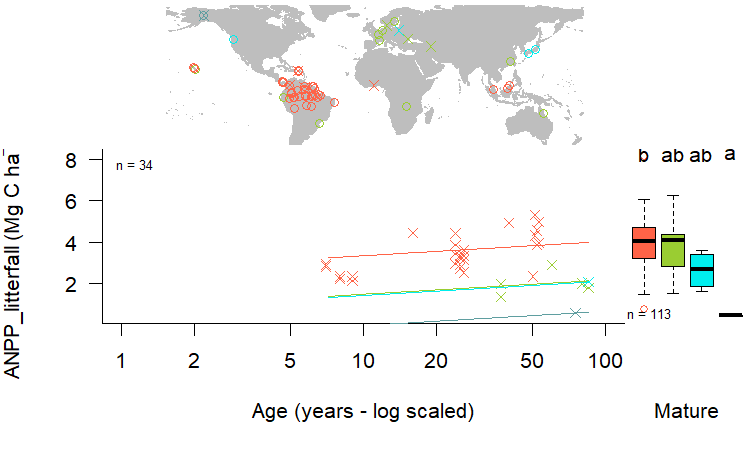 b ab ab a
ANPP_litterfall (Mg C ha
n = 34
8
6
4
2
n = 113
1 2 5 10 20 50 100
Age (years - log scaled)
Mature